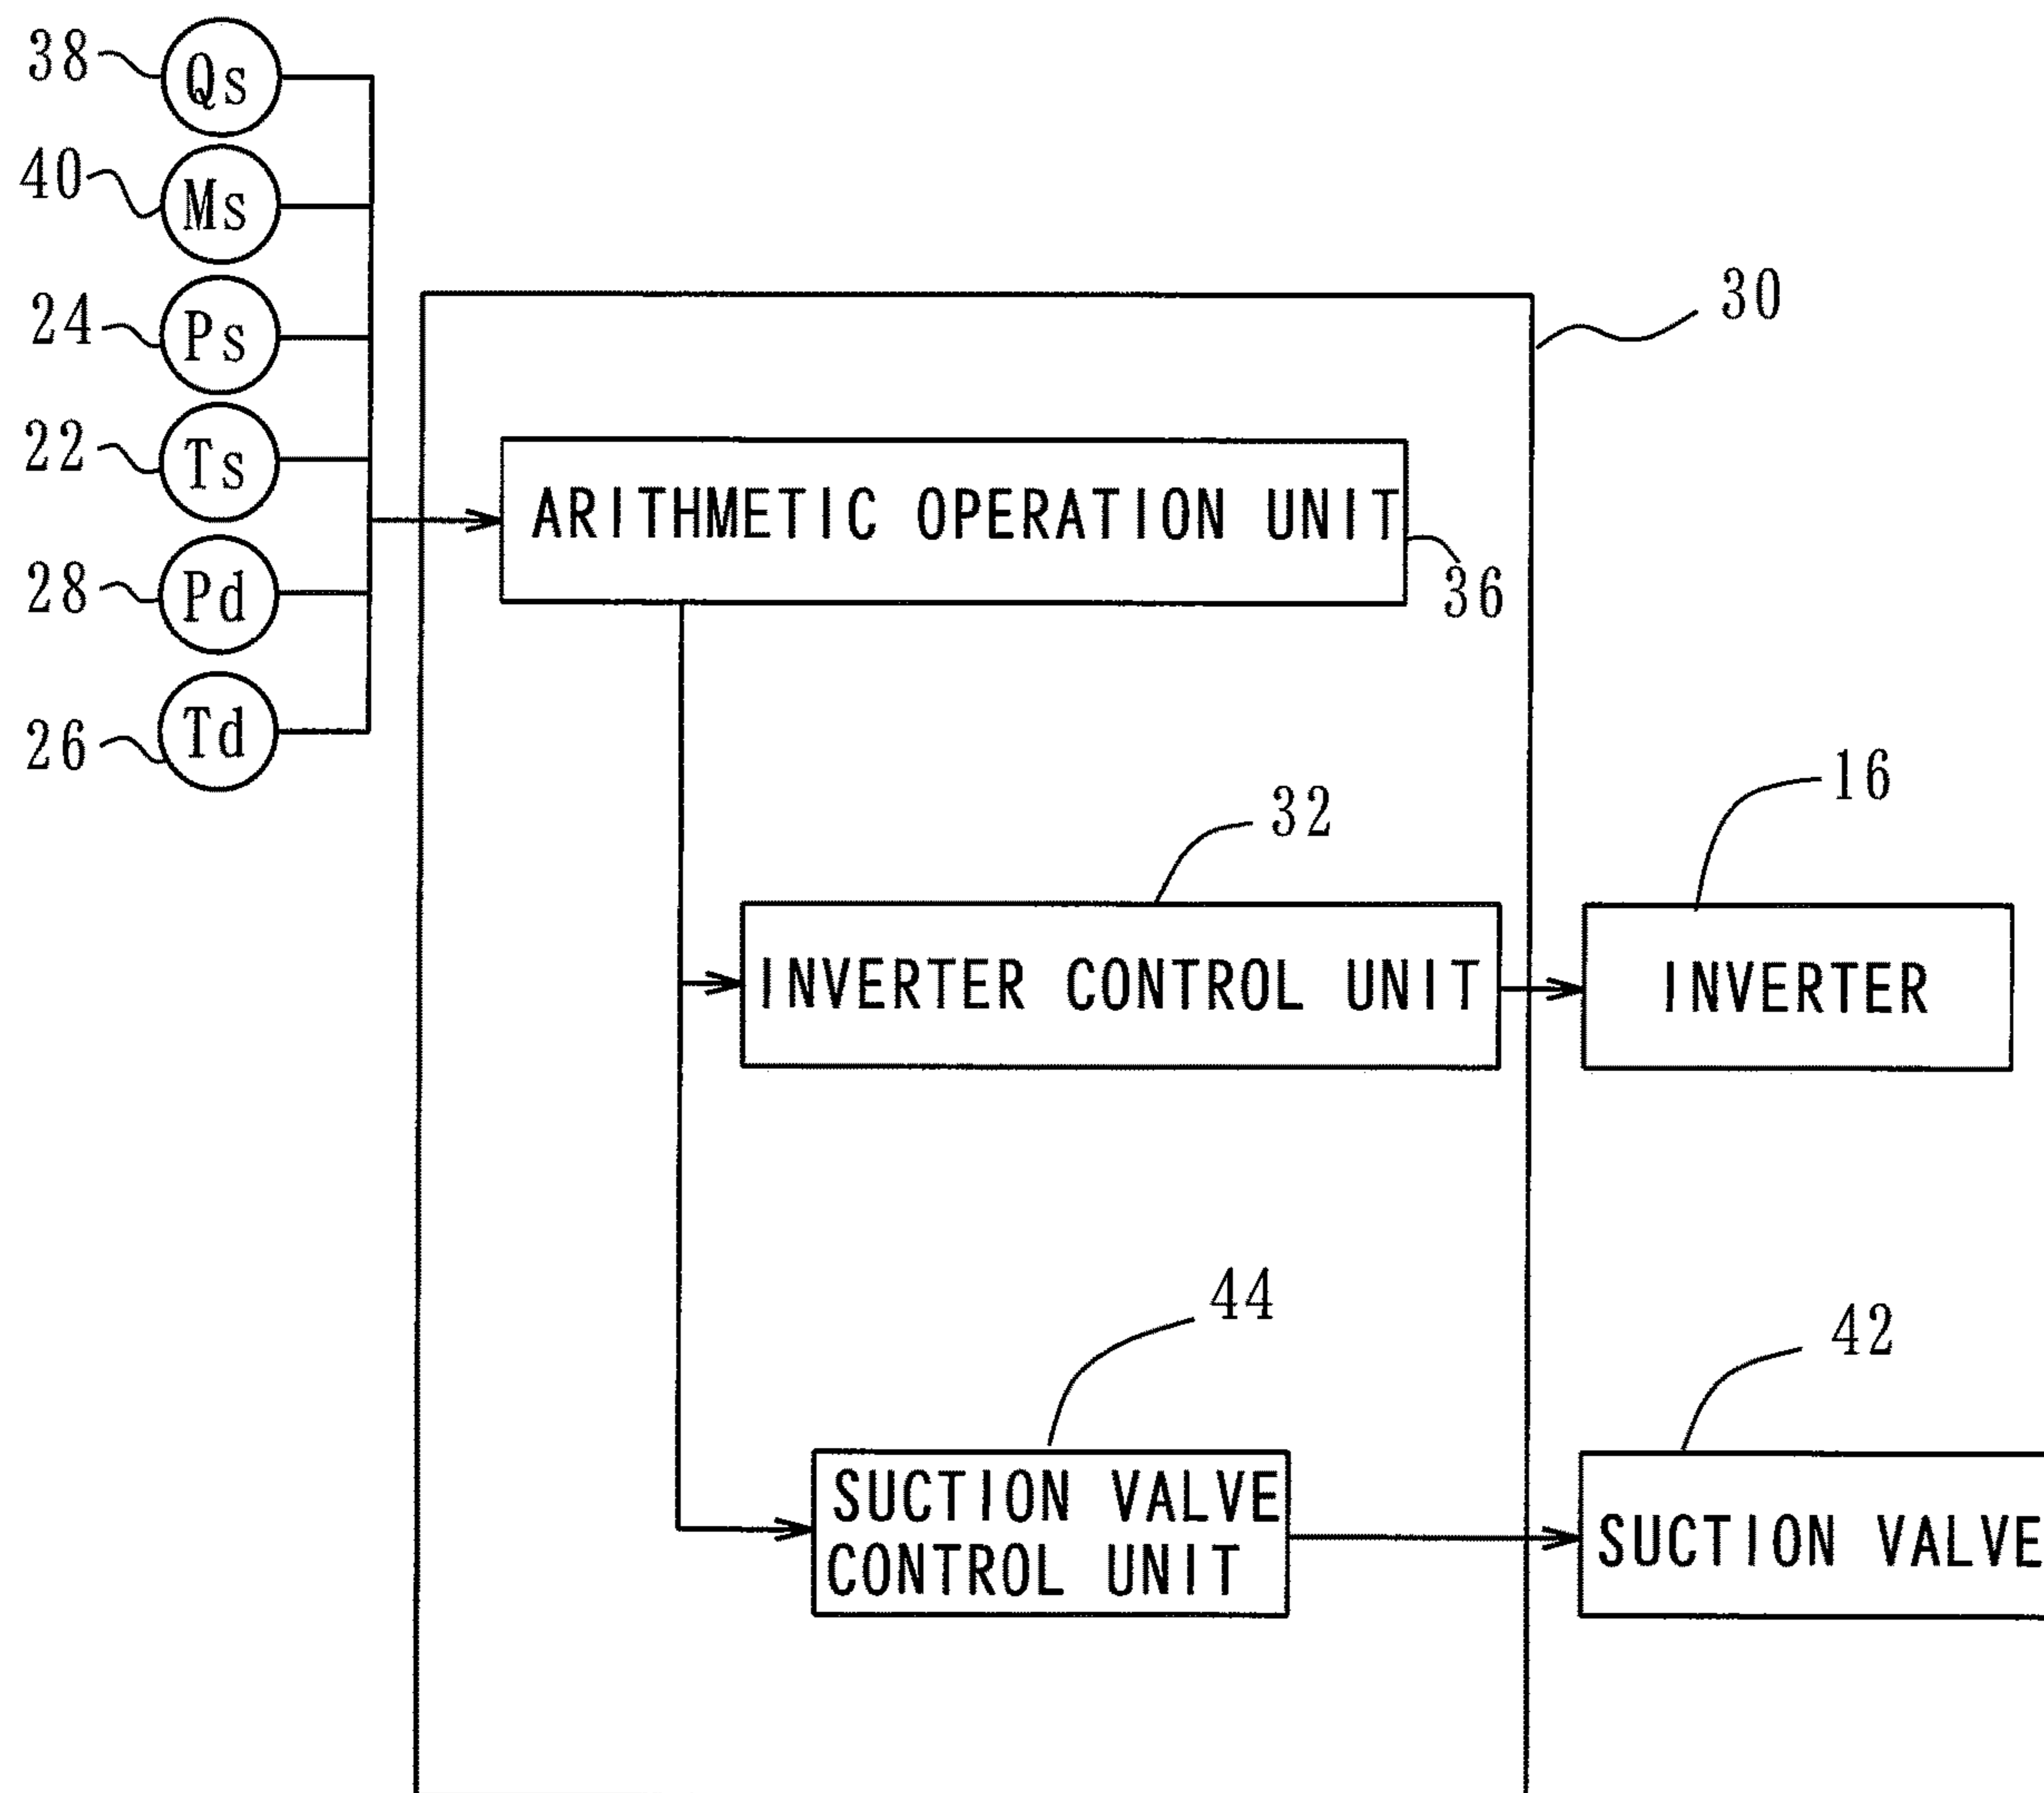 38 Qs
40 Ms
24 Ps
30
22 Ts
ARITHMETIC OPERATION UNIT
36
28 Pd
26 Td
32
16
INVERTER CONTROL UNIT
INVERTER
44
42
SUCTION VALVE
CONTROL UNIT
SUCTION VALVE